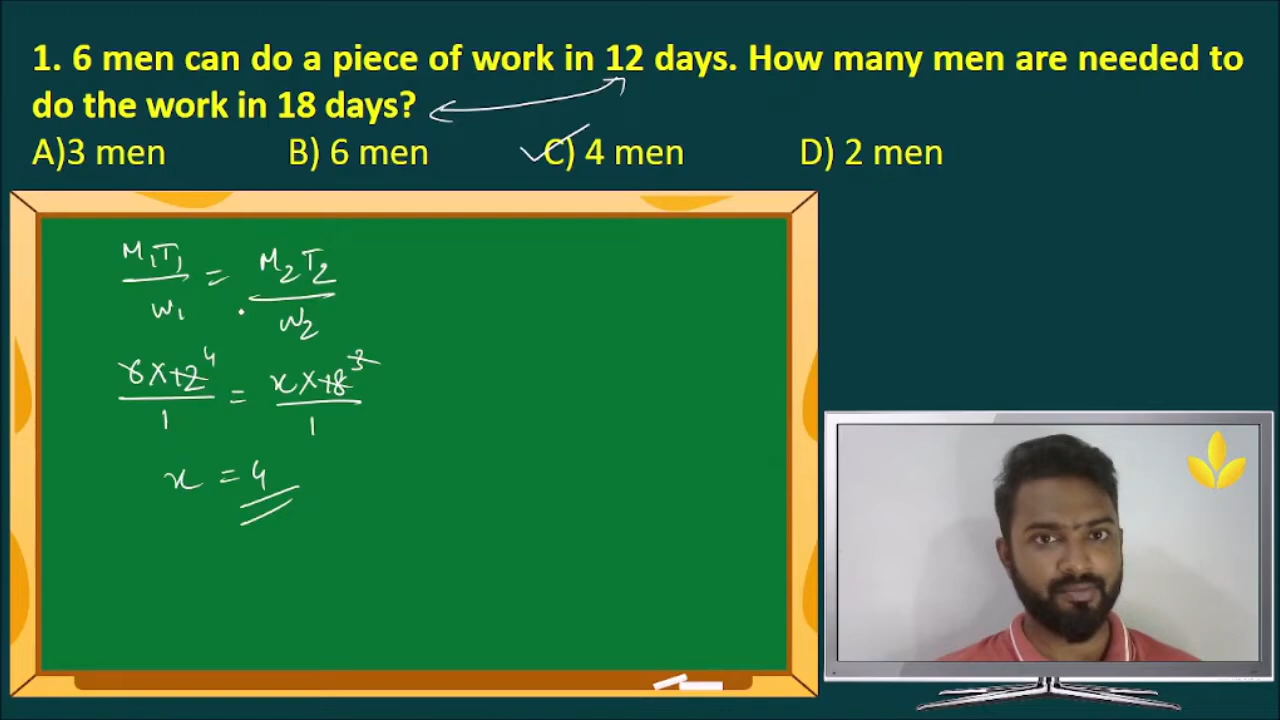 1. 6 men can do a piece of work in 12 days. How many men are needed to
do the work in 18 days?
A)3 men B) 6 men C) 4 men D) 2 men
M₁T₁/W₁ = M₂T₂/W₂
6×12 4/1 = x×18 3/1
x = 4